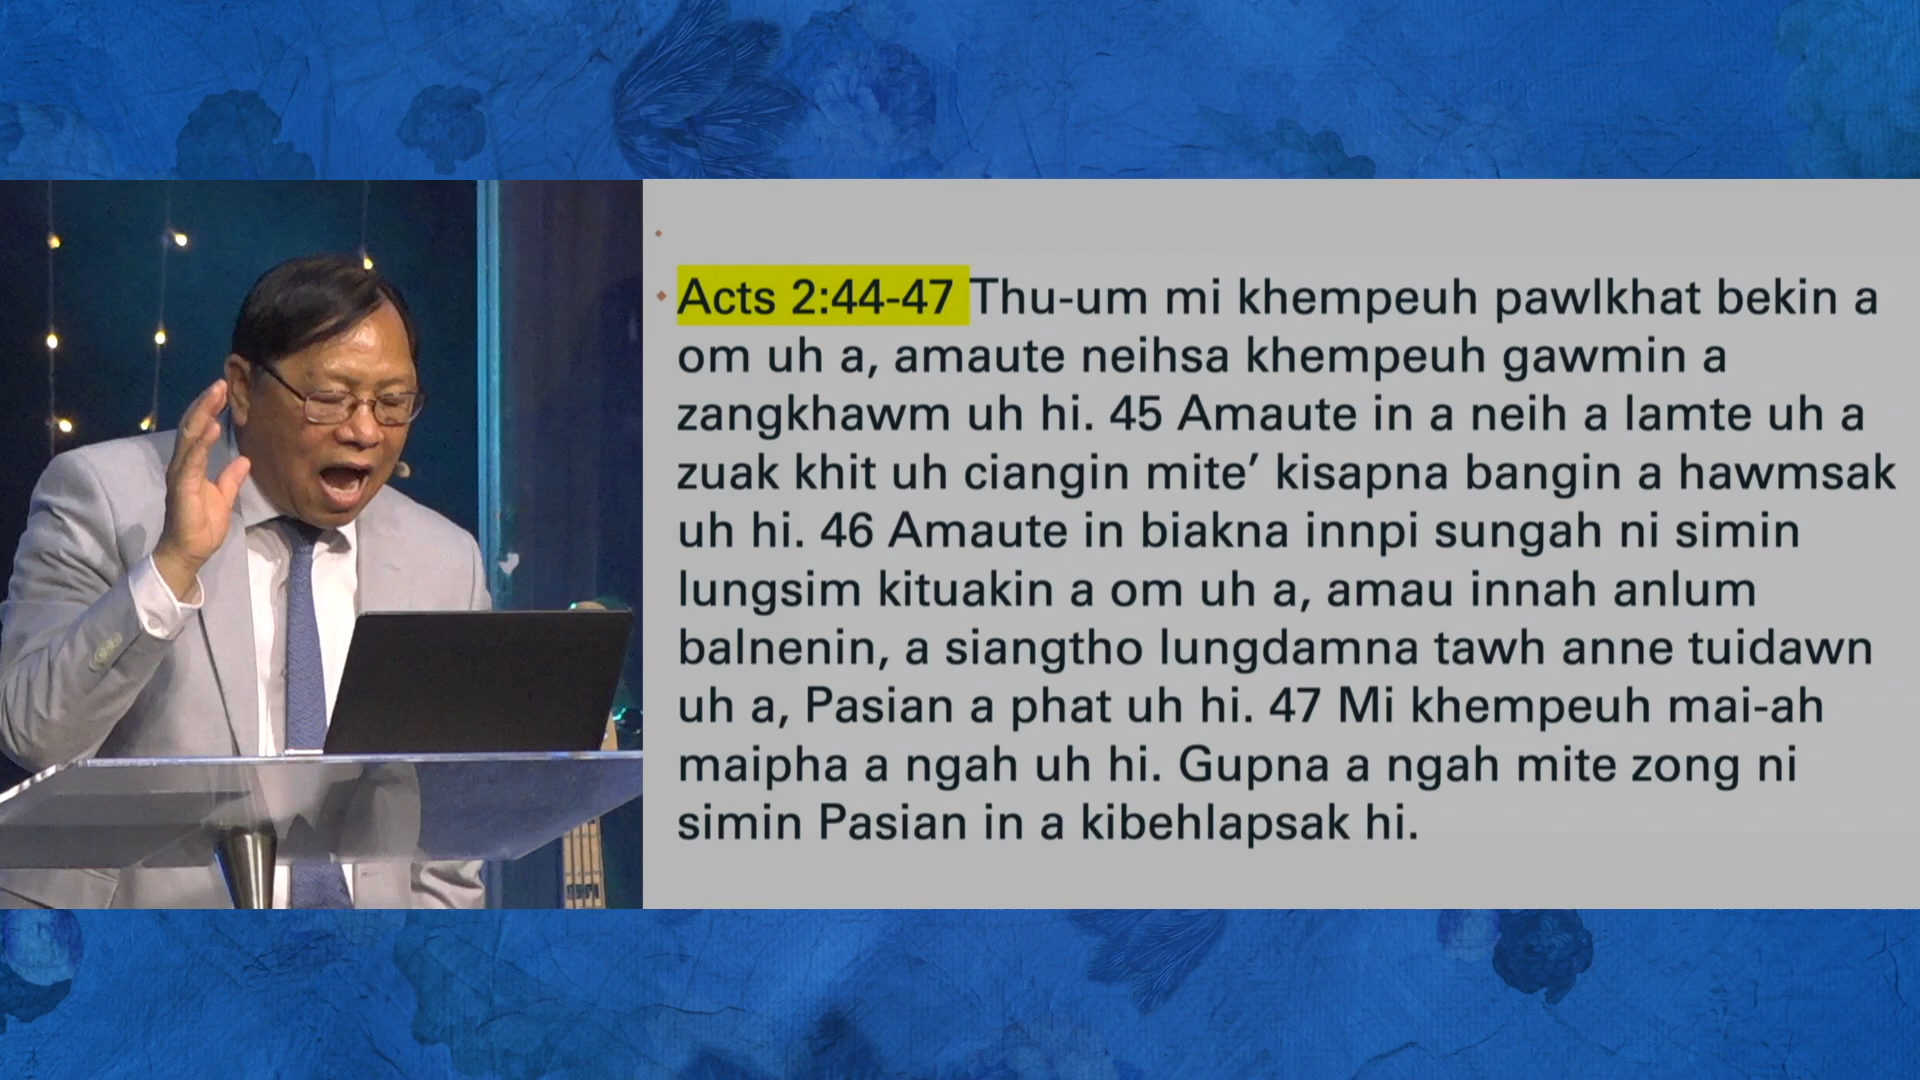 Acts 2:44-47 Thu-um mi khempeuh pawlkhat bekin a
om uh a, amaute neihsa khempeuh gawmin a
zangkhawm uh hi. 45 Amaute in a neih a lamte uh a
zuak khit uh ciangin mite’ kisapna bangin a hawmsak
uh hi. 46 Amaute in biakna innpi sungah ni simin
lungsim kituakin a om uh a, amau innah anlum
balnenin, a siangtho lungdamna tawh anne tuidawn
uh a, Pasian a phat uh hi. 47 Mi khempeuh mai-ah
maipha a ngah uh hi. Gupna a ngah mite zong ni
simin Pasian in a kibehlapsak hi.